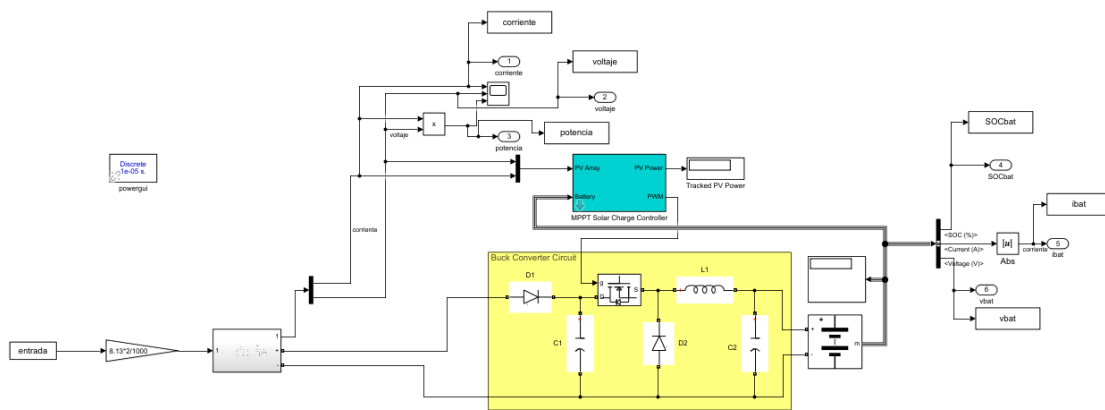 corriente
1
corriente
voltaje
2
voltaje
x
voltaje
3
potencia
potencia
SOCbat
4
SOCbat
Discrete
1e-05 s.
powergui
PV Array
PV Power
Battery
PWM
MPPT Solar Charge Controller
Tracked PV Power
ibat
<SOC (%)>
<Current (A)>
<Voltage (V)>
|u|
Abs
corriente
5
ibat
6
vbat
vbat
corriente
Buck Converter Circuit
D1
g
D
S
L1
C1
D2
C2
+
+
-
m
entrada
8.13*2/1000
1
1
+
-